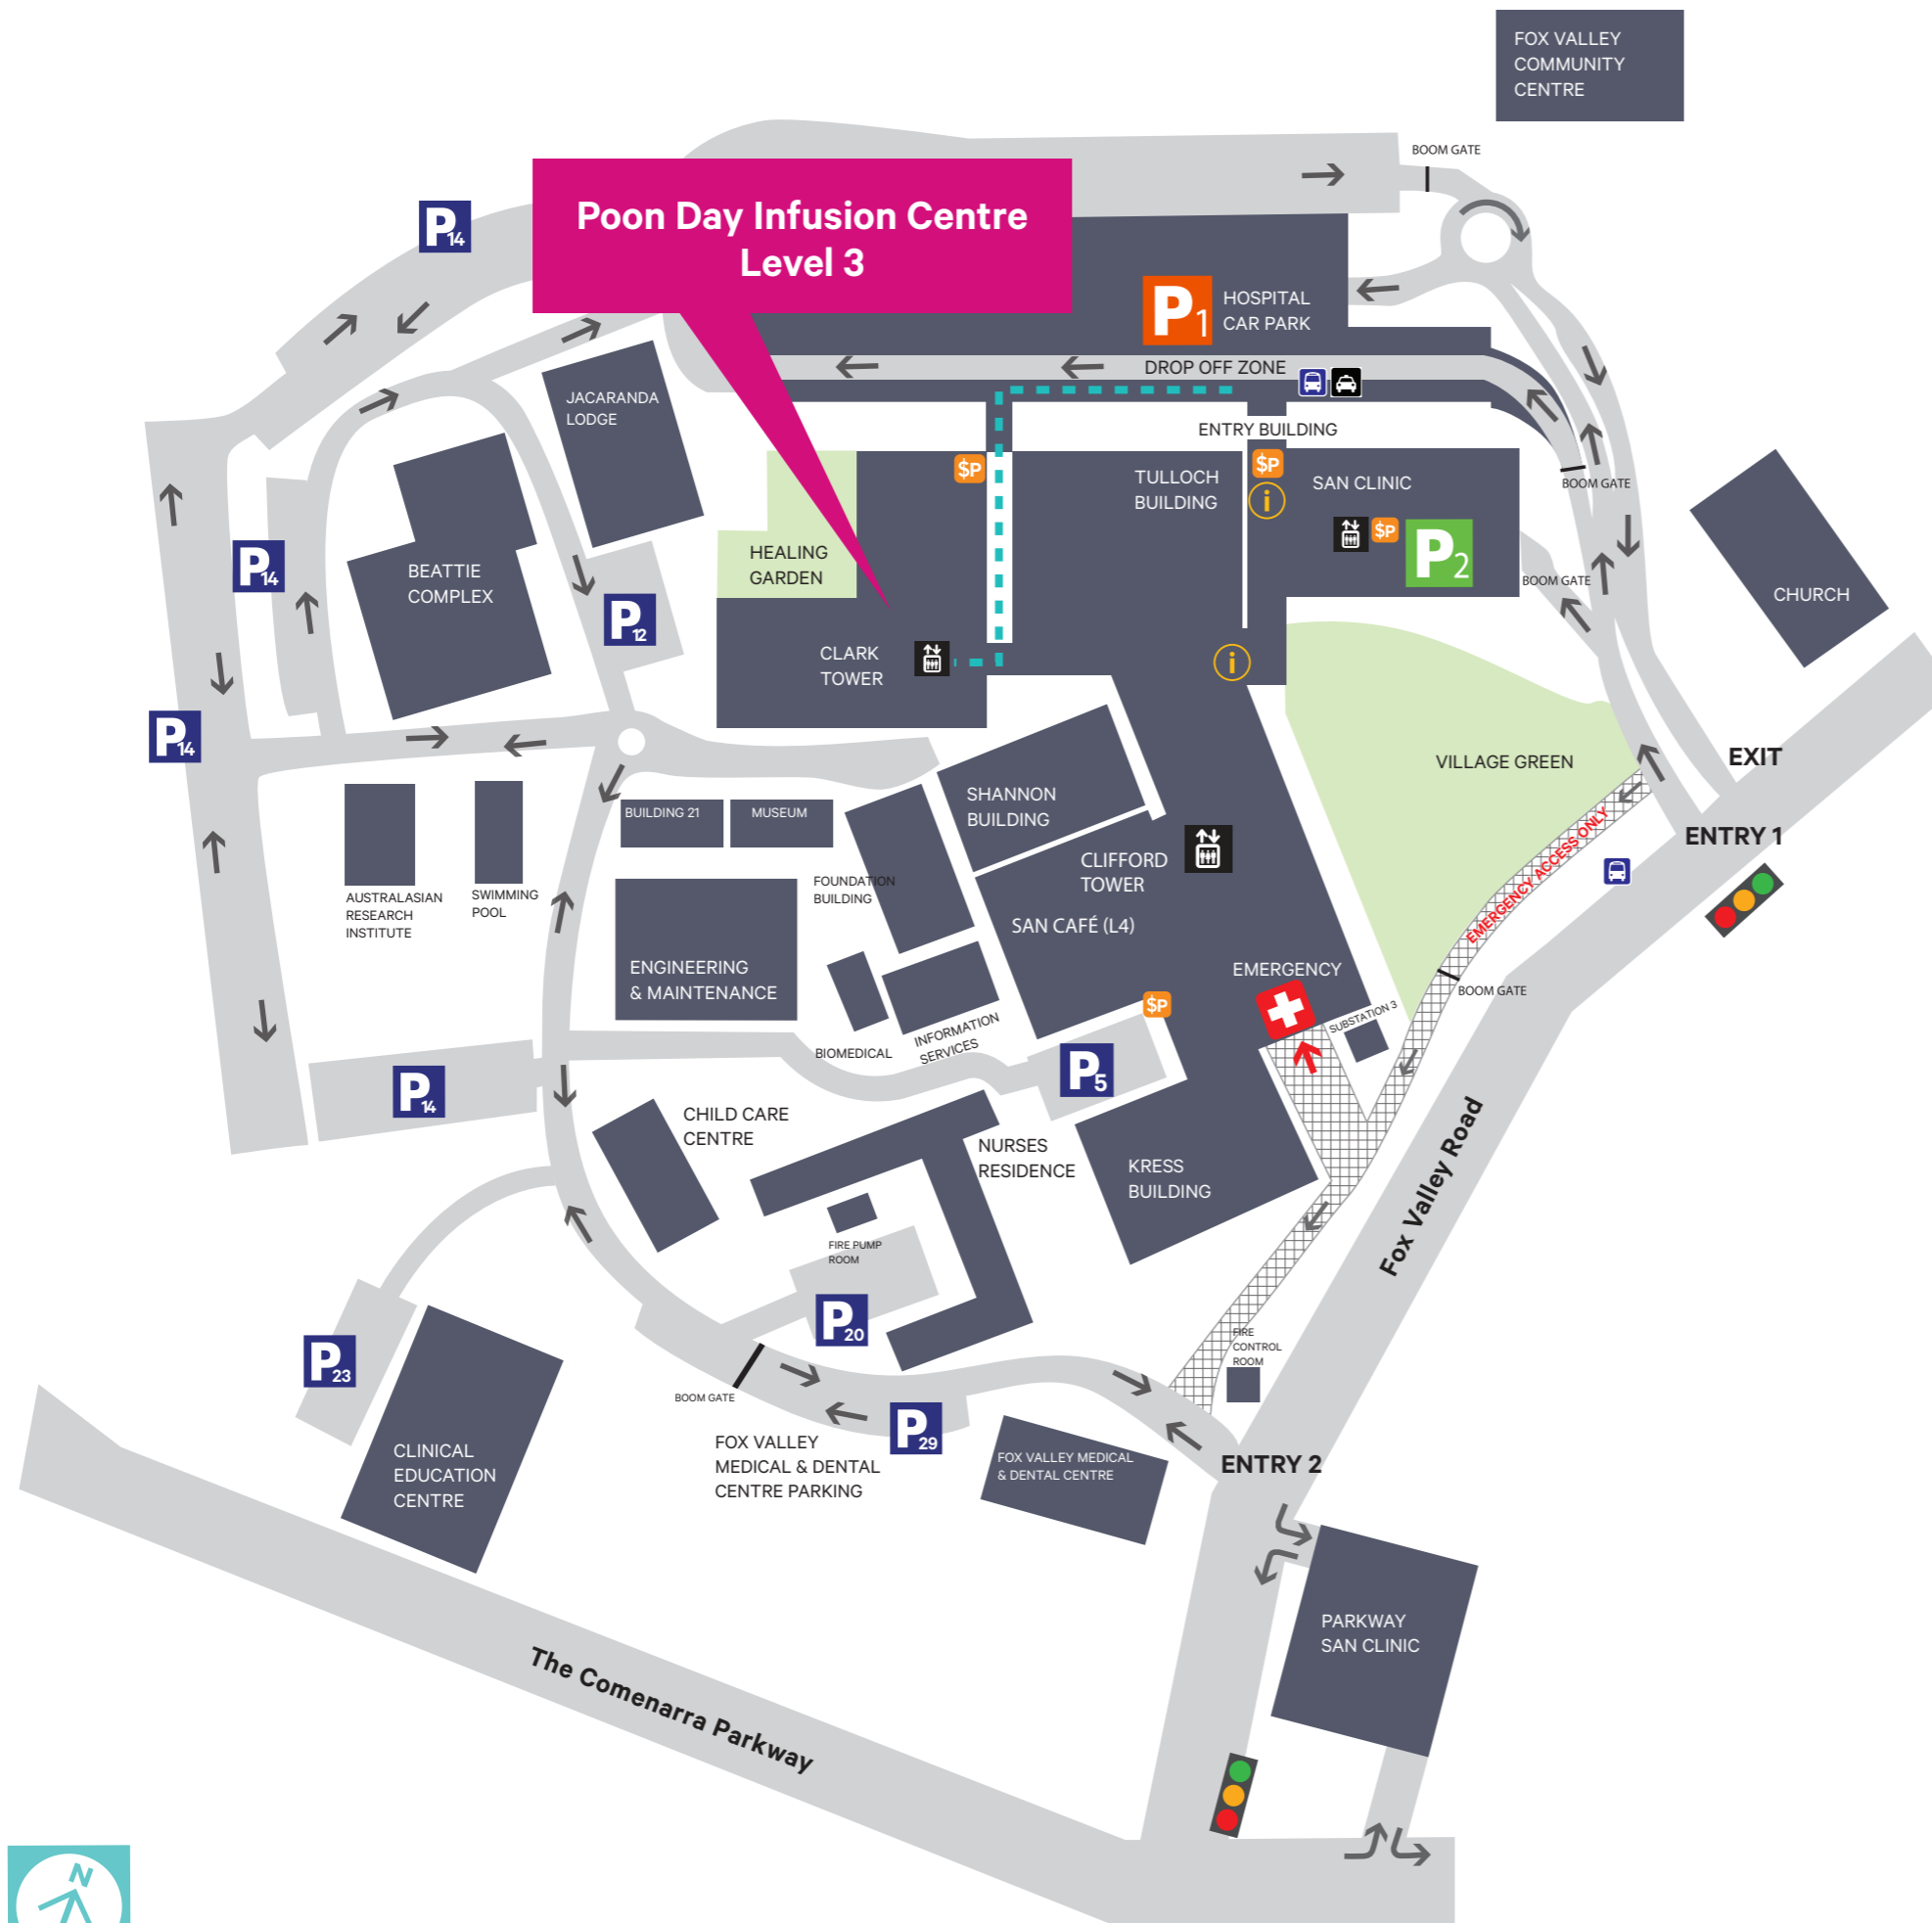 FOX VALLEY
COMMUNITY
CENTRE
BOOM GATE
Poon Day Infusion Centre
Level 3
P14
P1
HOSPITAL
CAR PARK
DROP OFF ZONE
JACARANDA
LODGE
ENTRY BUILDING
$P
$P
i
TULLOCH
BUILDING
SAN CLINIC
BOOM GATE
$P
P2
BOOM GATE
CHURCH
HEALING
GARDEN
P14
BEATTIE
COMPLEX
P12
CLARK
TOWER
i
P14
VILLAGE GREEN
EXIT
ENTRY 1
EMERGENCY ACCESS ONLY
SHANNON
BUILDING
BUILDING 21
MUSEUM
CLIFFORD
TOWER
FOUNDATION
BUILDING
AUSTRALASIAN
RESEARCH
INSTITUTE
SWIMMING
POOL
SAN CAFÉ (L4)
ENGINEERING
& MAINTENANCE
EMERGENCY
BOOM GATE
$P
SUBSTATION 3
INFORMATION
SERVICES
BIOMEDICAL
P5
P14
CHILD CARE
CENTRE
NURSES
RESIDENCE
KRESS
BUILDING
Fox Valley Road
FIRE PUMP
ROOM
P20
P23
FIRE
CONTROL
ROOM
BOOM GATE
P29
FOX VALLEY
MEDICAL & DENTAL
CENTRE PARKING
FOX VALLEY MEDICAL
& DENTAL CENTRE
ENTRY 2
CLINICAL
EDUCATION
CENTRE
PARKWAY
SAN CLINIC
The Comenarra Parkway
N